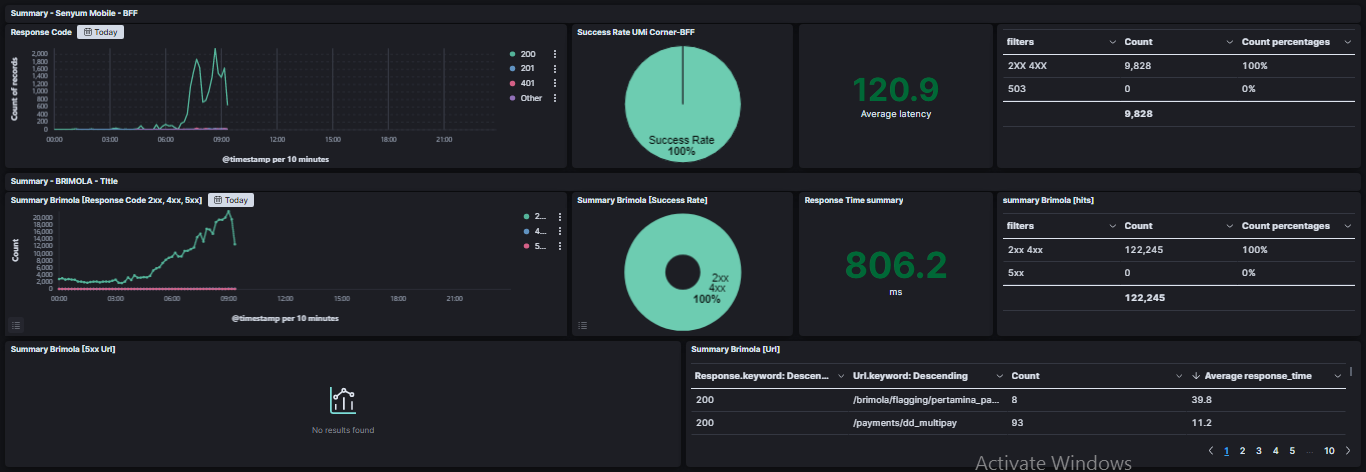 Summary - Senyum Mobile - BFF
Response Code Today
2,000
1,800
1,600
1,400
1,200
1,000
800
600
400
200
0
Count of records
00:00 03:00 06:00 09:00 12:00 15:00 18:00 21:00
@timestamp per 10 minutes
200
201
401
Other
Success Rate UMi Corner-BFF
Success Rate
100%
120.9
Average latency
filters Count Count percentages
2XX 4XX 9,828 100%
503 0 0%
9,828
Summary - BRIMOLA - Title
Summary Brimola [Response Code 2xx, 4xx, 5xx] Today
20,000
18,000
16,000
14,000
12,000
10,000
8,000
6,000
4,000
2,000
0
Count
00:00 03:00 06:00 09:00 12:00 15:00 18:00 21:00
@timestamp per 10 minutes
2...
4...
5...
Summary Brimola [Success Rate]
2xx
4xx
100%
Response Time summary
806.2
ms
summary Brimola [hits]
filters Count Count percentages
2xx 4xx 122,245 100%
5xx 0 0%
122,245
Summary Brimola [5xx Url]
No results found
Summary Brimola [Url]
Response.keyword: Descen... Url.keyword: Descending Count Average response_time
200 /brimola/flagging/pertamina_pa... 8 39.8
200 /payments/dd_multipay 93 11.2
1 2 3 4 5 ... 10
Activate Windows